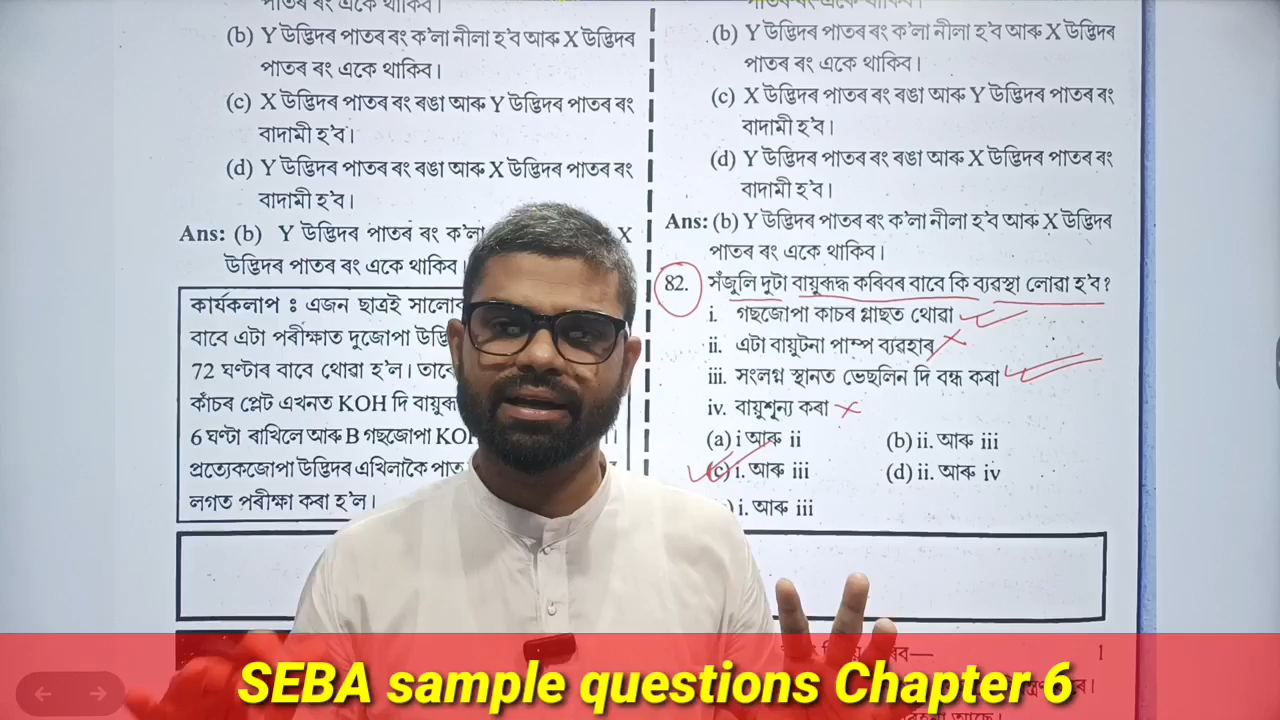 পাতৰ ৰং একে থাকিব।
(b) Y উদ্ভিদৰ পাতৰ ৰং ক'লা নীলা হ'ব আৰু X উদ্ভিদৰ
পাতৰ ৰং একে থাকিব।
(c) X উদ্ভিদৰ পাতৰ ৰং ৰঙা আৰু Y উদ্ভিদৰ পাতৰ ৰং
বাদামী হ'ব।
(d) Y উদ্ভিদৰ পাতৰ ৰং ৰঙা আৰু X উদ্ভিদৰ পাতৰ ৰং
বাদামী হ'ব।
Ans: (b) Y উদ্ভিদৰ পাতৰ ৰং ক'লা X
উদ্ভিদৰ পাতৰ ৰং একে থাকিব।
কাৰ্যকলাপ : এজন ছাত্ৰই
বাবে এটা পৰীক্ষাত দুজোপা
72 ঘণ্টাৰ বাবে থোৱা হ'ল।
কাঁচৰ প্লেট এখনত KOH দি
6 ঘণ্টা ৰাখিলে আৰু B গছজোপা
প্ৰত্যেকজোপা উদ্ভিদৰ এখিলাকৈ
লগত পৰীক্ষা কৰা হ'ল।
পাতৰ ৰং একে থাকিব।
(b) Y উদ্ভিদৰ পাতৰ ৰং ক'লা নীলা হ'ব আৰু X উদ্ভিদৰ
পাতৰ ৰং একে থাকিব।
(c) X উদ্ভিদৰ পাতৰ ৰং ৰঙা আৰু Y উদ্ভিদৰ পাতৰ ৰং
বাদামী হ'ব।
(d) Y উদ্ভিদৰ পাতৰ ৰং ৰঙা আৰু X উদ্ভিদৰ পাতৰ ৰং
বাদামী হ'ব।
Ans: (b) Y উদ্ভিদৰ পাতৰ ৰং ক'লা নীলা হ'ব আৰু X উদ্ভিদৰ
পাতৰ ৰং একে থাকিব।
82. সঁজুলি দুটা বায়ুৰুদ্ধ কৰিবৰ বাবে কি ব্যৱস্থা লোৱা হ'ব?
i. গছজোপা কাচৰ গ্লাছত থোৱা
ii. এটা বায়ুটনা পাম্প ব্যৱহাৰ
iii. সংলগ্ন স্থানত ভেছলিন দি বন্ধ কৰা
iv. বায়ুশূন্য কৰা
(a) i আৰু ii (b) ii. আৰু iii
(c) i. আৰু iii (d) ii. আৰু iv
) i. আৰু iii
1
SEBA sample questions Chapter 6